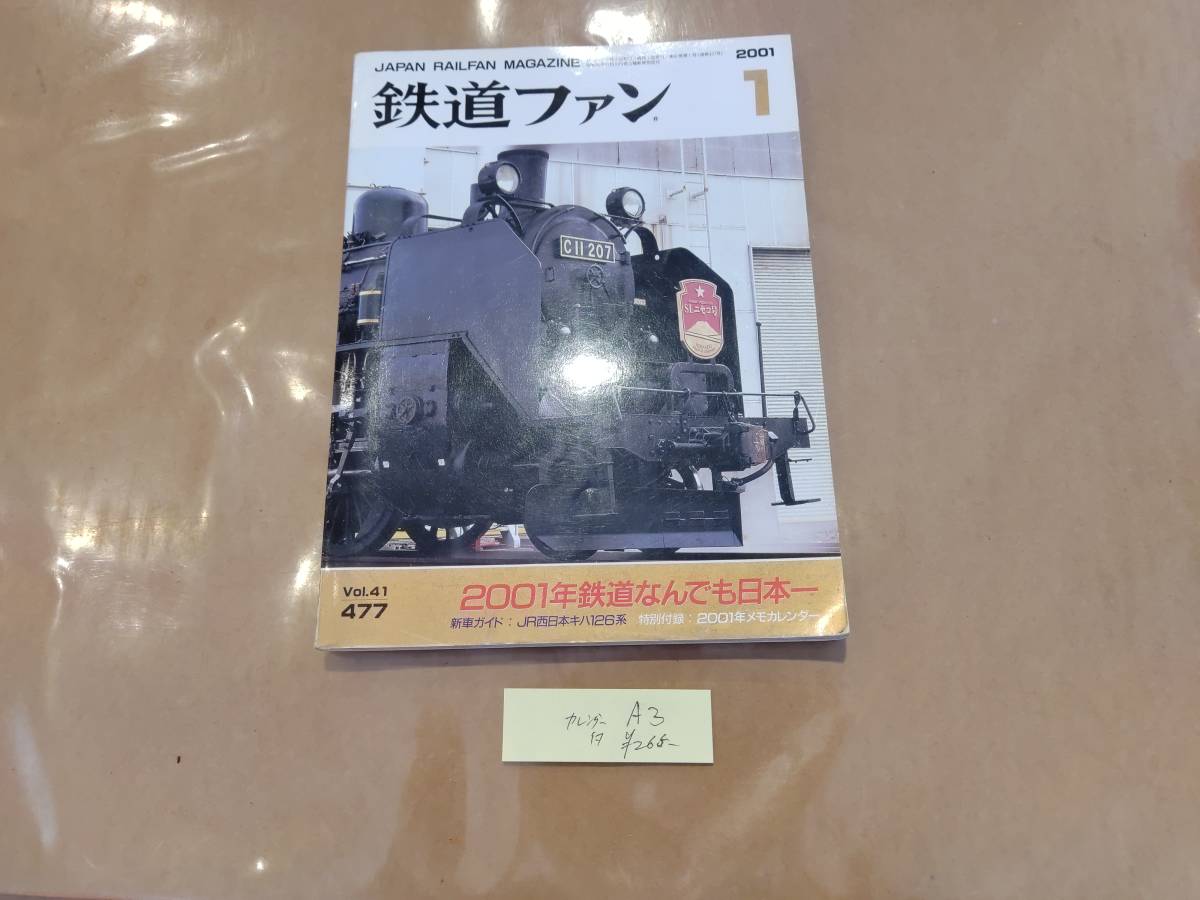 JAPAN RAILFAN MAGAZINE
2001
鉄道ファン
1
C11 207
SLニセコ号
Vol.41
477
2001年鉄道なんでも日本一
新車ガイド：JR西日本キハ126系 特別付録：2001年メモカレンダー
カレンダー A3
付